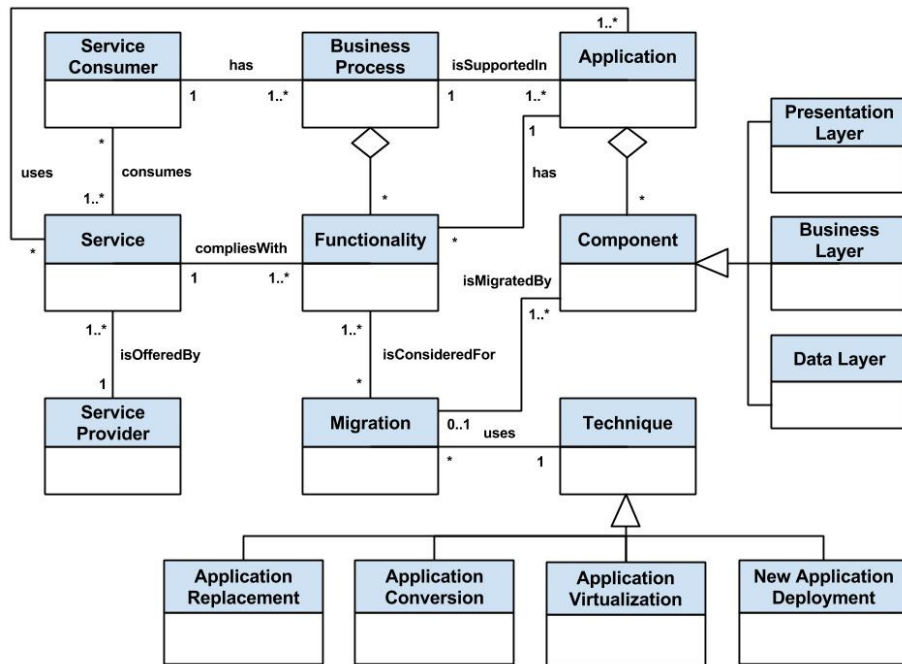 1..*
Service
Consumer
has
1
1..*
Business
Process
isSupportedIn
1
1..*
Application
Presentation
Layer
*
uses
consumes
1..*
*
1
has
*
*
*
Service
compliesWith
1
1..*
Functionality
Component
Business
Layer
isMigratedBy
1..*
1..*
isOfferedBy
1
1..*
isConsideredFor
*
Data Layer
Service
Provider
Migration
0..1
uses
*
1
Technique
Application
Replacement
Application
Conversion
Application
Virtualization
New Application
Deployment